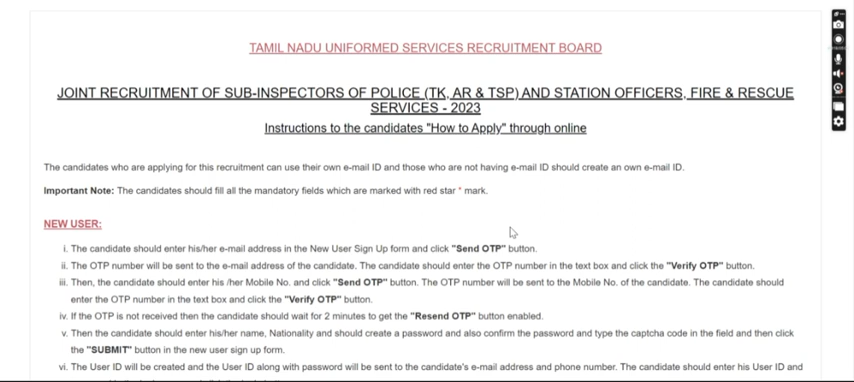 TAMIL NADU UNIFORMED SERVICES RECRUITMENT BOARD
JOINT RECRUITMENT OF SUB-INSPECTORS OF POLICE (TK, AR & TSP) AND STATION OFFICERS, FIRE & RESCUE
SERVICES - 2023
Instructions to the candidates "How to Apply" through online
The candidates who are applying for this recruitment can use their own e-mail ID and those who are not having e-mail ID should create an own e-mail ID.
Important Note: The candidates should fill all the mandatory fields which are marked with red star * mark.
NEW USER:
i. The candidate should enter his/her e-mail address in the New User Sign Up form and click "Send OTP" button.
ii. The OTP number will be sent to the e-mail address of the candidate. The candidate should enter the OTP number in the text box and click the "Verify OTP" button.
iii. Then, the candidate should enter his /her Mobile No. and click "Send OTP" button. The OTP number will be sent to the Mobile No. of the candidate. The candidate should
enter the OTP number in the text box and click the "Verify OTP" button.
iv. If the OTP is not received then the candidate should wait for 2 minutes to get the "Resend OTP" button enabled.
v. Then the candidate should enter his/her name, Nationality and should create a password and also confirm the password and type the captcha code in the field and then click
the "SUBMIT" button in the new user sign up form.
vi. The User ID will be created and the User ID along with password will be sent to the candidate's e-mail address and phone number. The candidate should enter his User ID and